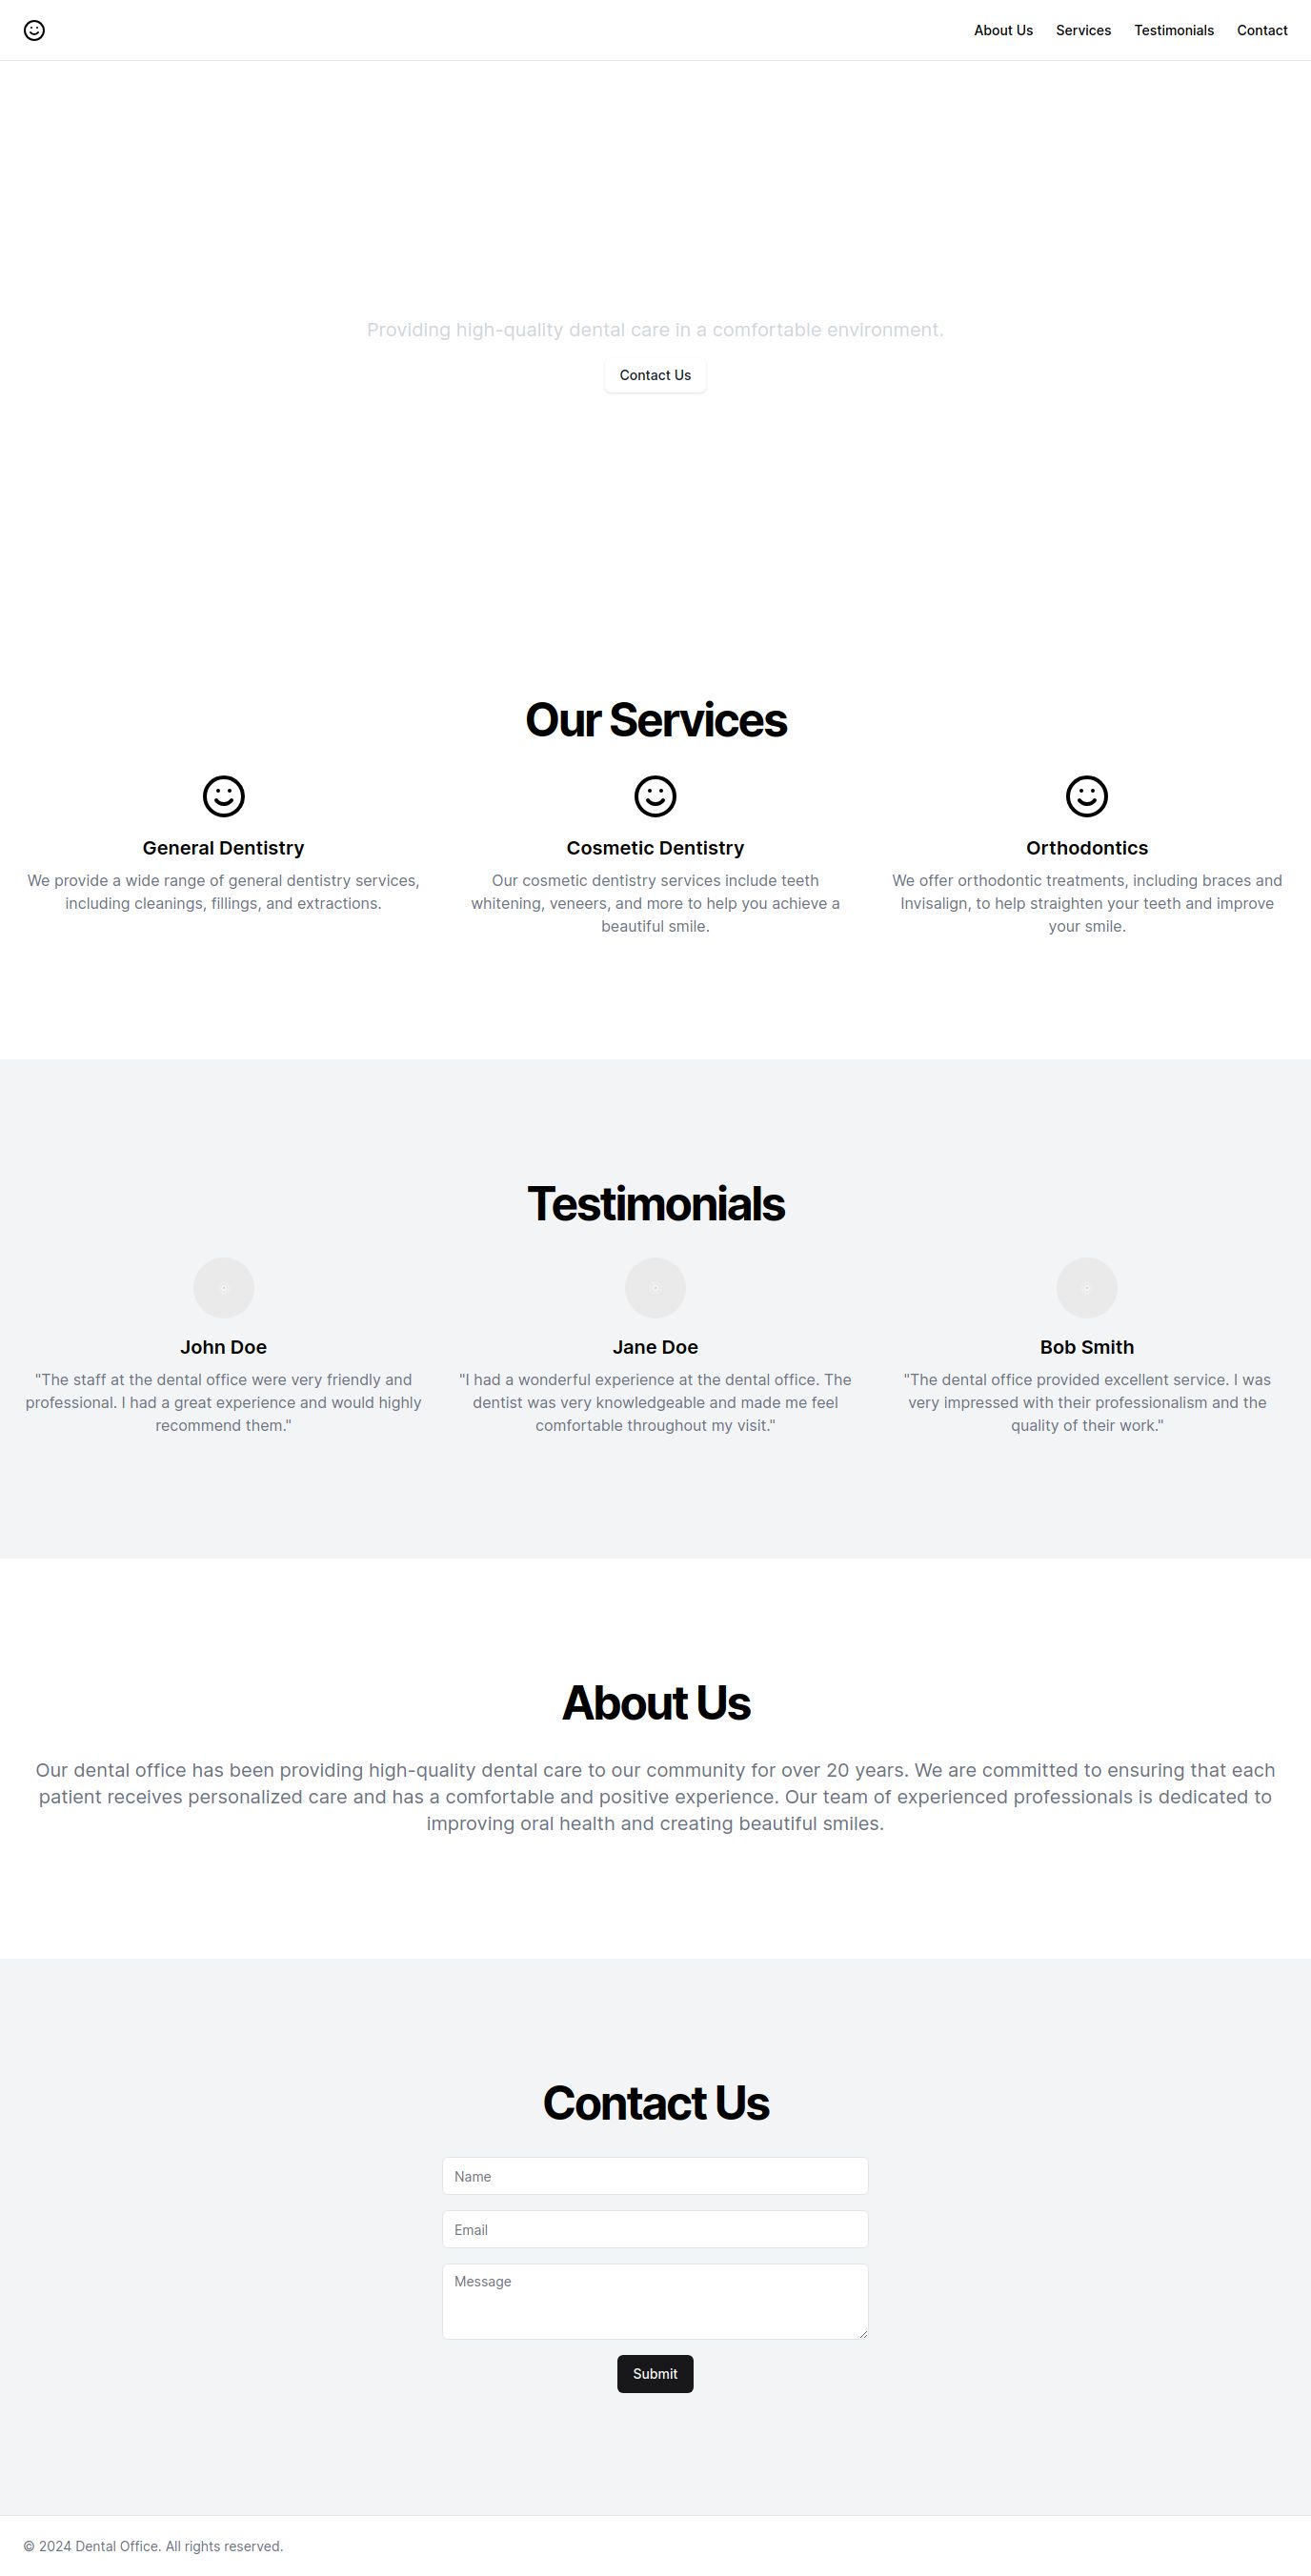 About Us Services Testimonials Contact
Providing high-quality dental care in a comfortable environment.
Contact Us
Our Services
General Dentistry
We provide a wide range of general dentistry services,
including cleanings, fillings, and extractions.
Cosmetic Dentistry
Our cosmetic dentistry services include teeth
whitening, veneers, and more to help you achieve a
beautiful smile.
Orthodontics
We offer orthodontic treatments, including braces and
Invisalign, to help straighten your teeth and improve
your smile.
Testimonials
John Doe
"The staff at the dental office were very friendly and
professional. I had a great experience and would highly
recommend them."
Jane Doe
"I had a wonderful experience at the dental office. The
dentist was very knowledgeable and made me feel
comfortable throughout my visit."
Bob Smith
"The dental office provided excellent service. I was
very impressed with their professionalism and the
quality of their work."
About Us
Our dental office has been providing high-quality dental care to our community for over 20 years. We are committed to ensuring that each
patient receives personalized care and has a comfortable and positive experience. Our team of experienced professionals is dedicated to
improving oral health and creating beautiful smiles.
Contact Us
Name
Email
Message
Submit
© 2024 Dental Office. All rights reserved.